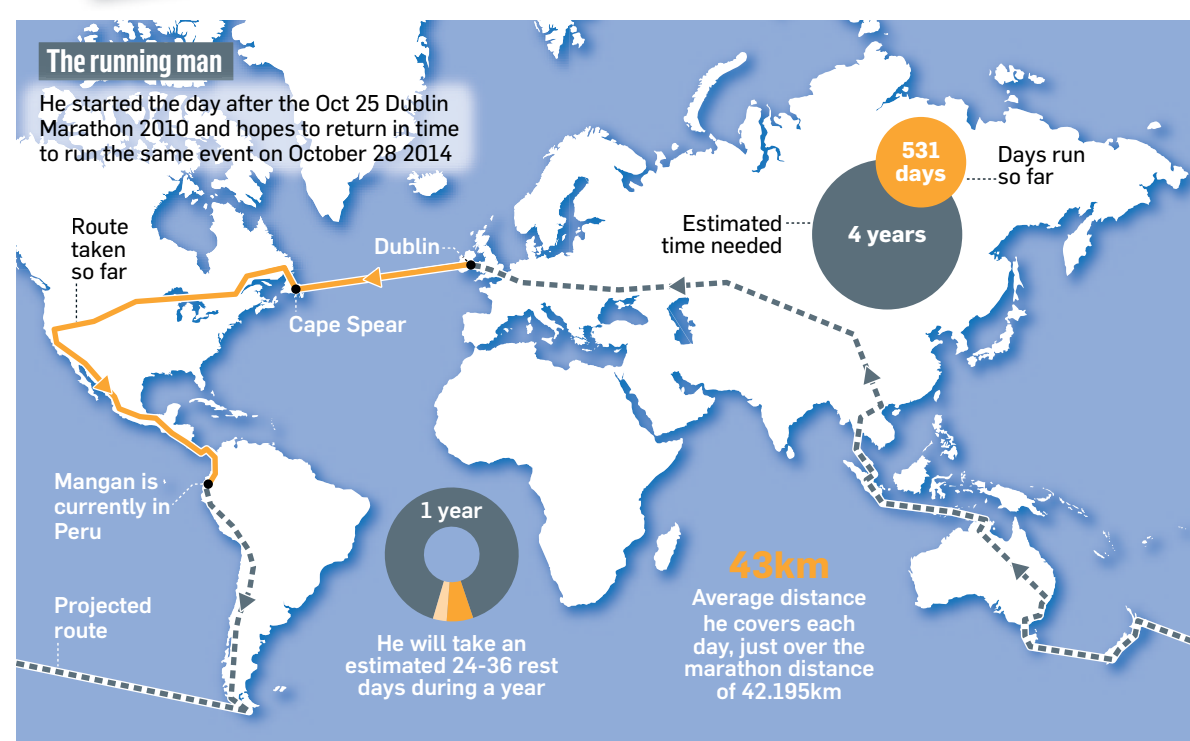 The running man
He started the day after the Oct 25 Dublin
Marathon 2010 and hopes to return in time
to run the same event on October 28 2014
531
days
Days run
so far
Estimated
time needed
4 years
Route
taken
so far
Dublin
Cape Spear
Mangan is
currently in
Peru
Projected
route
1 year
He will take an
estimated 24-36 rest
days during a year
43km
Average distance
he covers each
day, just over the
marathon distance
of 42.195km